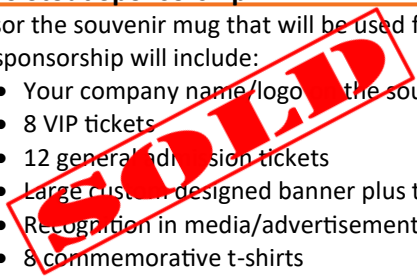 sor the souvenir mug that will be used f
sponsorship will include:
• Your company name/logo the sou
• 8 VIP tickets
• 12 general admission tickets
• Large custom designed banner plus t
• Recognition in media/advertisement
• 8 commemorative t-shirts
SOLD